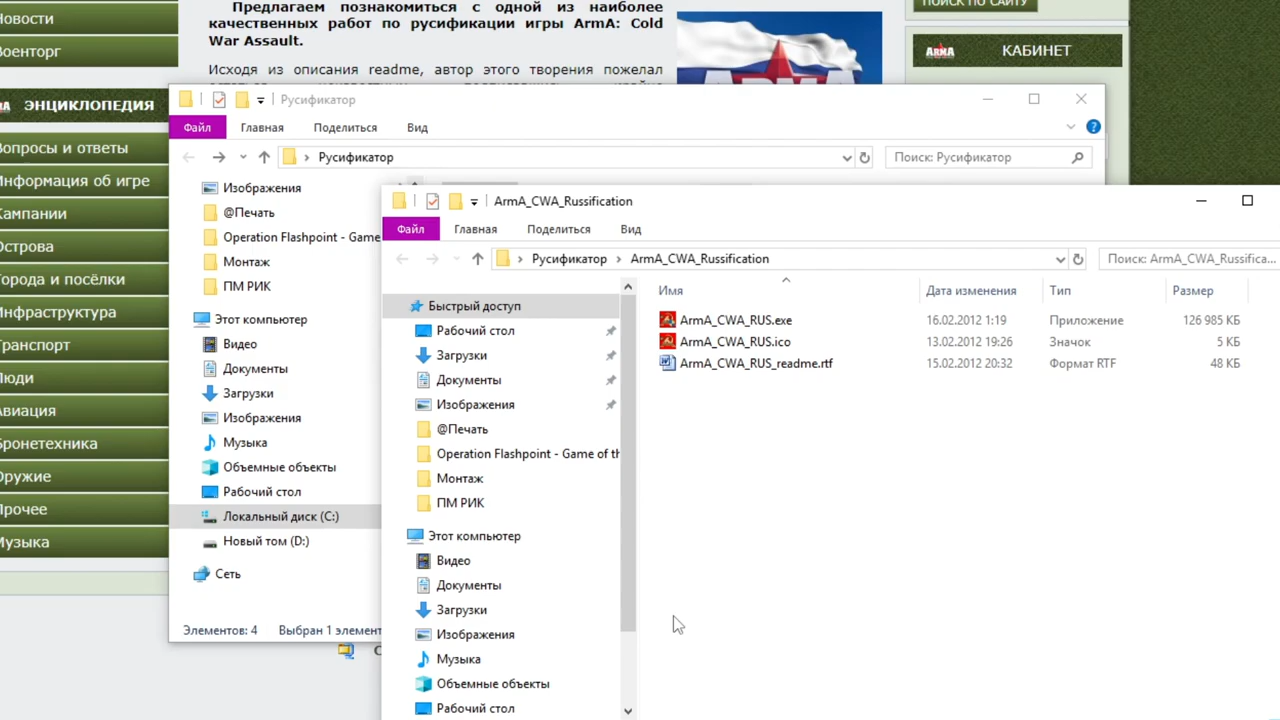 Новости
Военторг
ЭНЦИКЛОПЕДИЯ
Вопросы и ответы
Информация об игре
Кампании
Острова
Города и посёлки
Инфраструктура
Транспорт
Люди
Авиация
Бронетехника
Оружие
Прочее
Музыка
Предлагаем познакомиться с одной из наиболее
качественных работ по русификации игры ArmA: Cold
War Assault.
Исходя из описания readme, автор этого творения пожелал
ПОИСК ПО САЙТУ
ArmA
КАБИНЕТ
Русификатор
Файл
Главная
Поделиться
Вид
Русификатор
Поиск: Русификатор
Изображения
@Печать
Operation Flashpoint - Game
Монтаж
ПМ РИК
Этот компьютер
Видео
Документы
Загрузки
Изображения
Музыка
Объемные объекты
Рабочий стол
Локальный диск (C:)
Новый том (D:)
Сеть
Элементов: 4
Выбран 1 элемент
ArmA_CWA_Russification
Файл
Главная
Поделиться
Вид
Русификатор › ArmA_CWA_Russification
Поиск: ArmA_CWA_Russifica...
Быстрый доступ
Рабочий стол
Загрузки
Документы
Изображения
@Печать
Operation Flashpoint - Game of th
Монтаж
ПМ РИК
Этот компьютер
Видео
Документы
Загрузки
Изображения
Музыка
Объемные объекты
Рабочий стол
Имя Дата изменения Тип Размер
ArmA_CWA_RUS.exe 16.02.2012 1:19 Приложение 126 985 КБ
ArmA_CWA_RUS.ico 13.02.2012 19:26 Значок 5 КБ
ArmA_CWA_RUS_readme.rtf 15.02.2012 20:32 Формат RTF 48 КБ